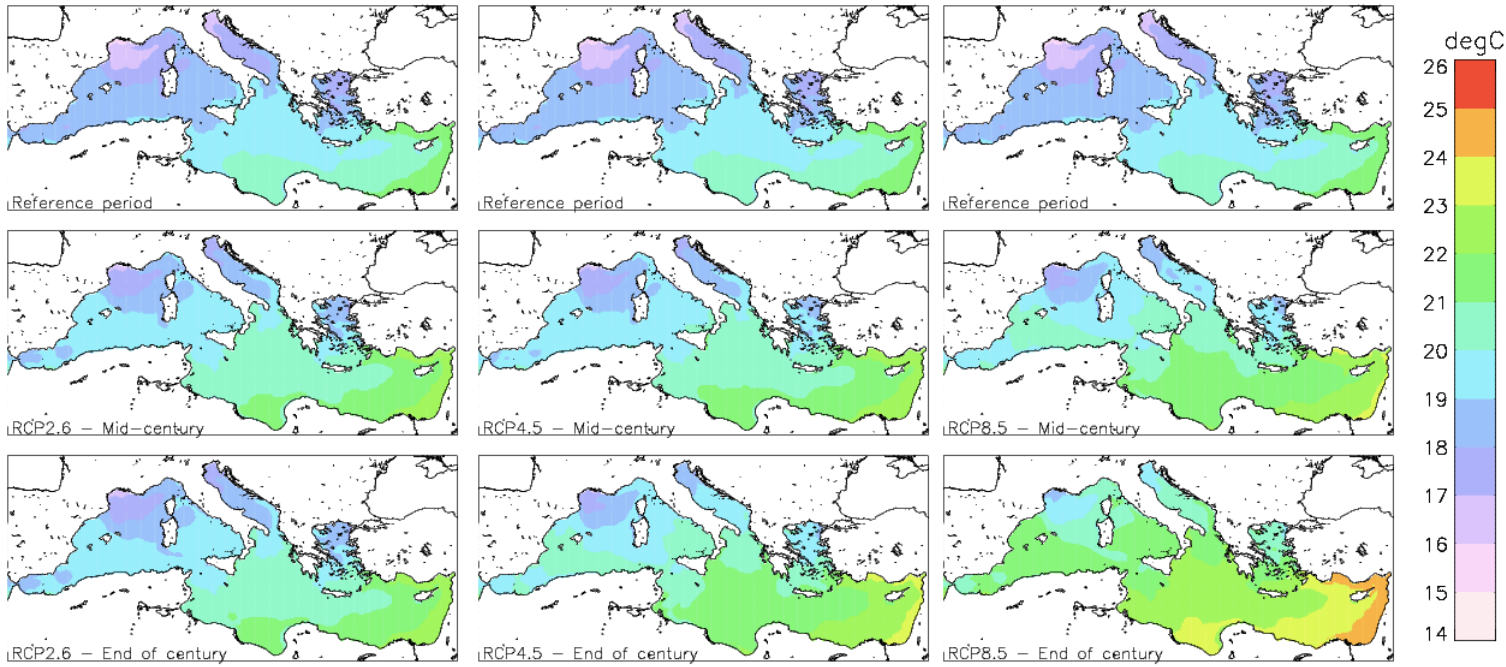 degC
Reference period
Reference period
Reference period
RCP2.6 – Mid-century
RCP4.5 – Mid-century
RCP8.5 – Mid-century
RCP2.6 – End of century
RCP4.5 – End of century
RCP8.5 – End of century
26
25
24
23
22
21
20
19
18
17
16
15
14